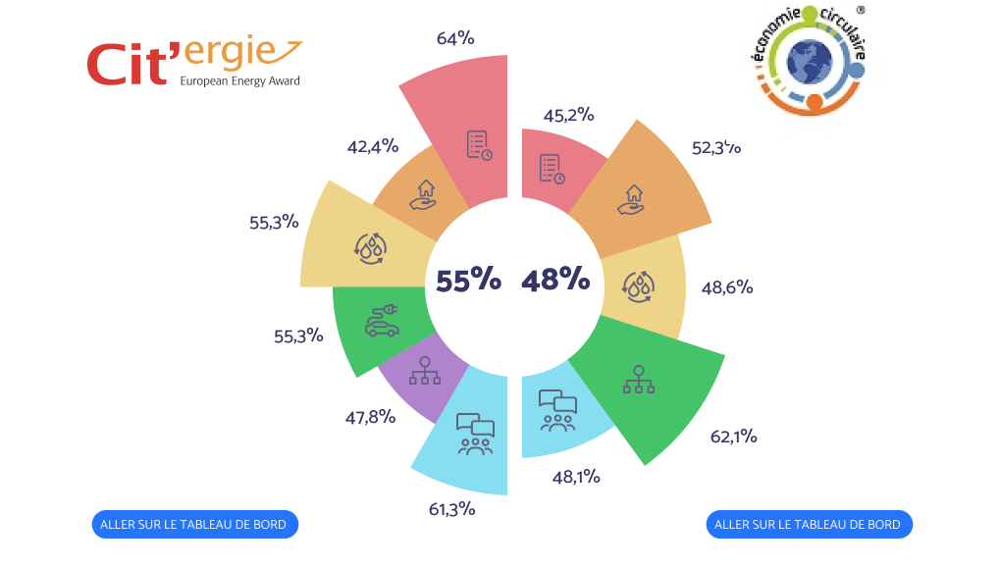 économie circulaire ®
Cit'ergie
European Energy Award
64%
45,2%
42,4%
52,3%
55,3%
55% 48%
48,6%
55,3%
47,8%
62,1%
48,1%
61,3%
ALLER SUR LE TABLEAU DE BORD
ALLER SUR LE TABLEAU DE BORD